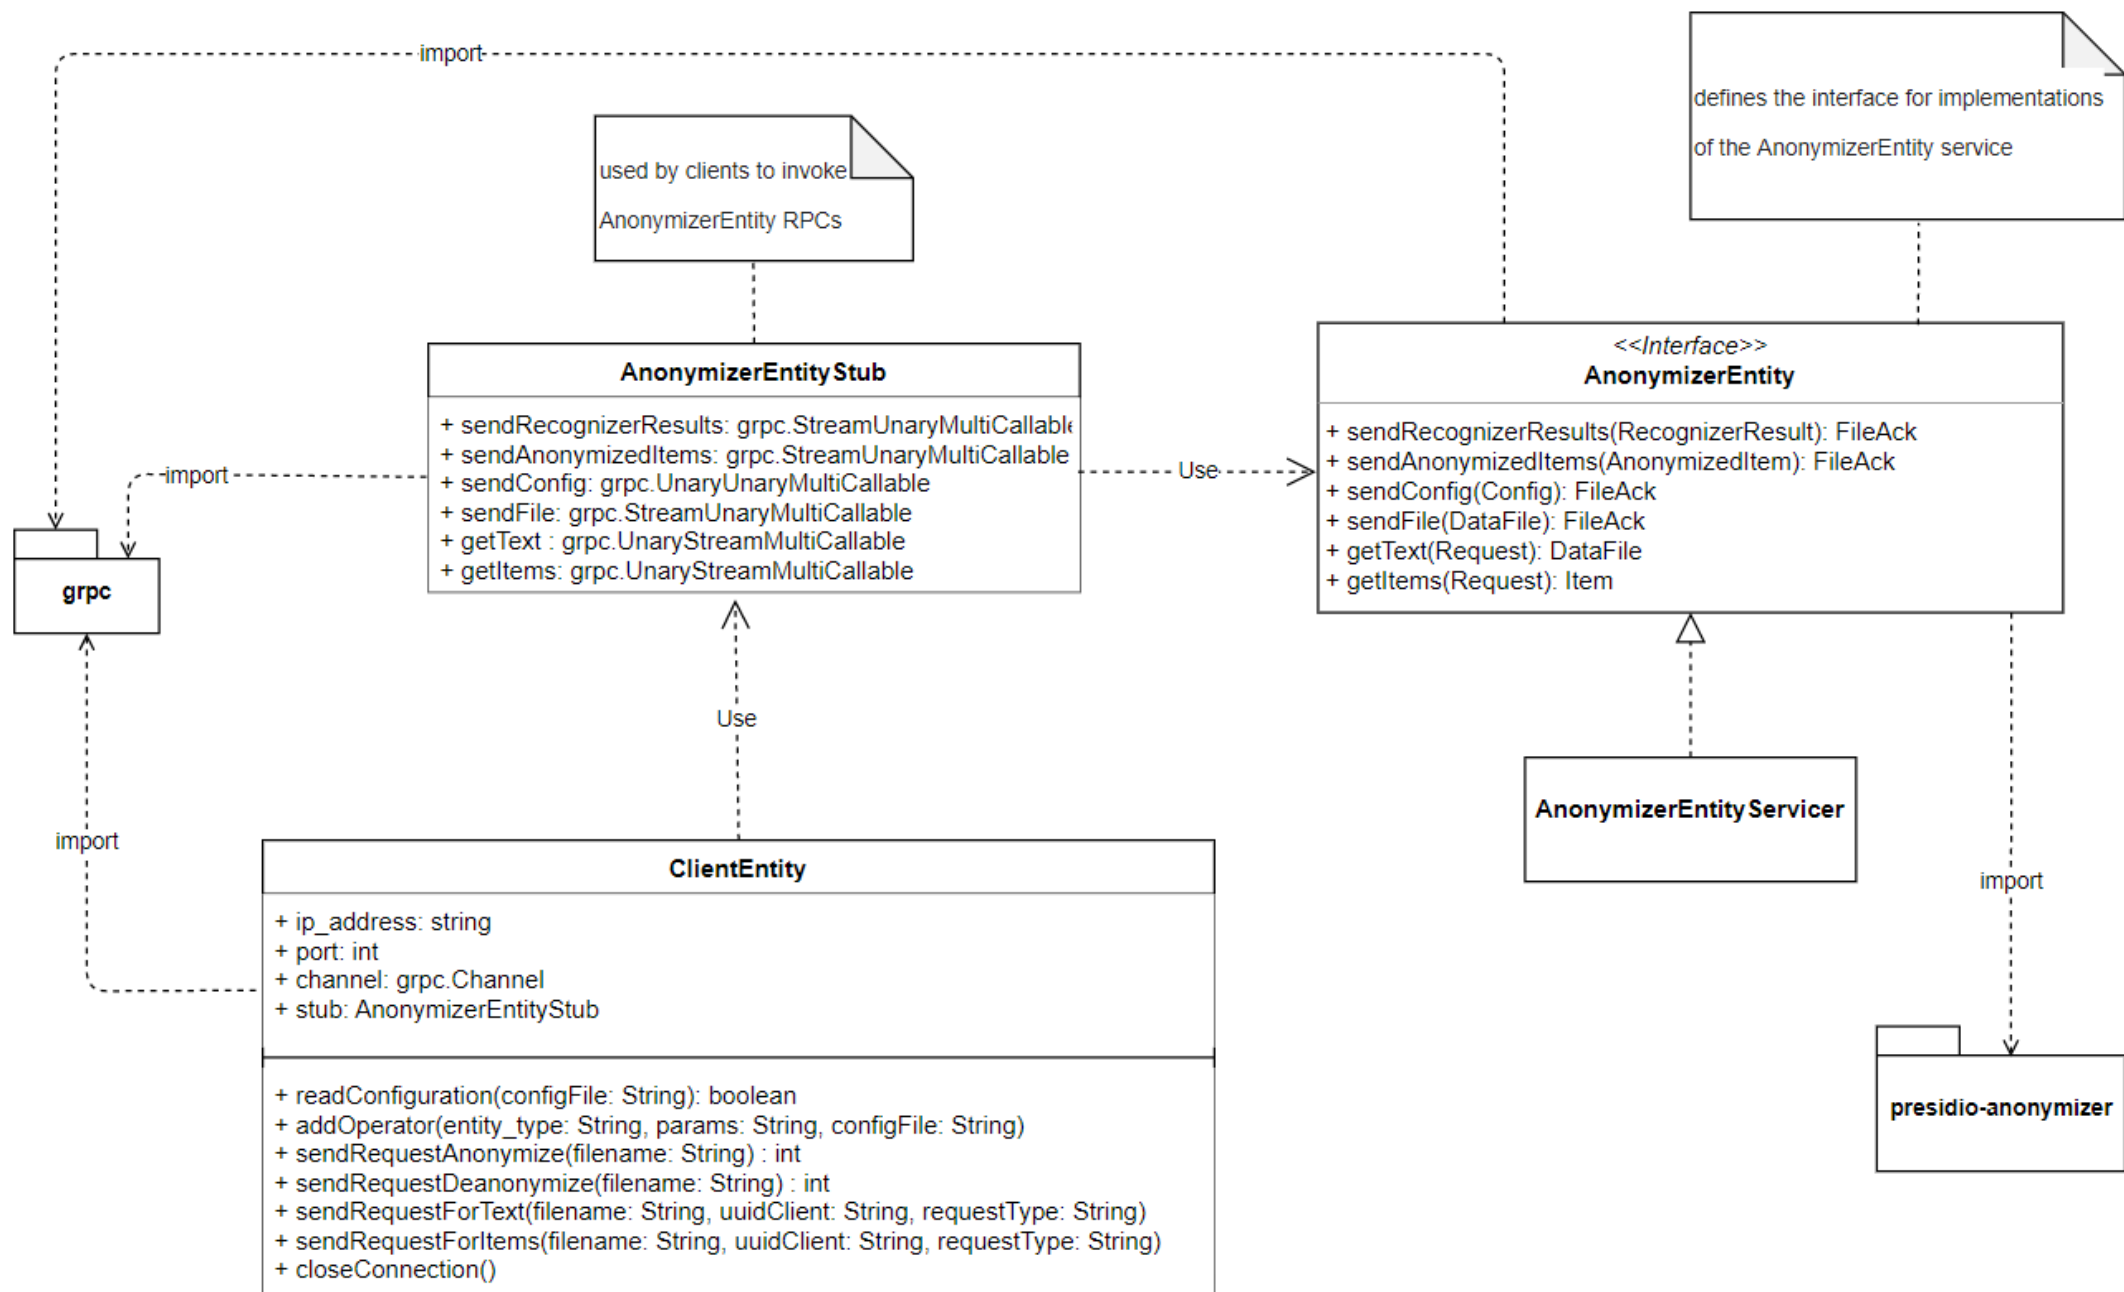 import
defines the interface for implementations
of the AnonymizerEntity service
used by clients to invoke
AnonymizerEntity RPCs
AnonymizerEntityStub
+ sendRecognizerResults: grpc.StreamUnaryMultiCallable
+ sendAnonymizedItems: grpc.StreamUnaryMultiCallable
+ sendConfig: grpc.UnaryUnaryMultiCallable
+ sendFile: grpc.StreamUnaryMultiCallable
+ getText : grpc.UnaryStreamMultiCallable
+ getItems: grpc.UnaryStreamMultiCallable
<<Interface>>
AnonymizerEntity
+ sendRecognizerResults(RecognizerResult): FileAck
+ sendAnonymizedItems(AnonymizedItem): FileAck
+ sendConfig(Config): FileAck
+ sendFile(DataFile): FileAck
+ getText(Request): DataFile
+ getItems(Request): Item
import
Use
grpc
Use
import
AnonymizerEntityServicer
import
ClientEntity
+ ip_address: string
+ port: int
+ channel: grpc.Channel
+ stub: AnonymizerEntityStub
+ readConfiguration(configFile: String): boolean
+ addOperator(entity_type: String, params: String, configFile: String)
+ sendRequestAnonymize(filename: String) : int
+ sendRequestDeanonymize(filename: String) : int
+ sendRequestForText(filename: String, uuidClient: String, requestType: String)
+ sendRequestForItems(filename: String, uuidClient: String, requestType: String)
+ closeConnection()
presidio-anonymizer